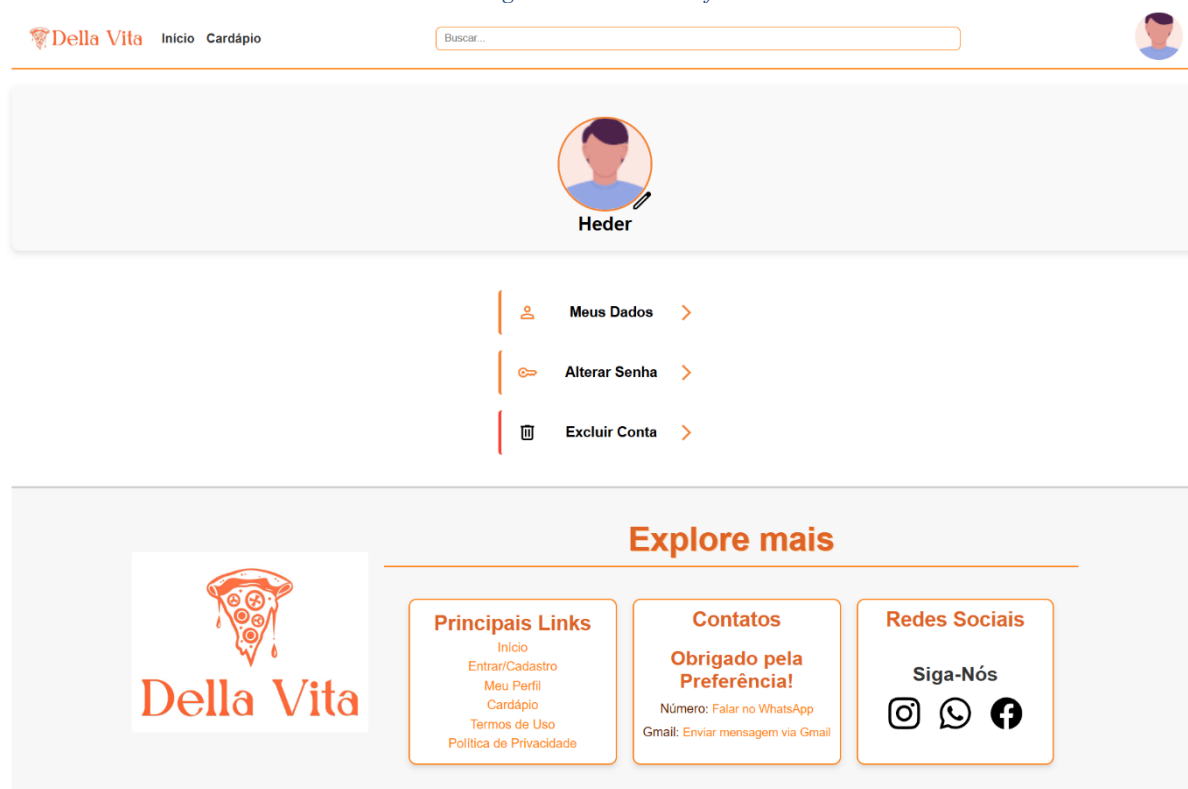 Della Vita Início Cardápio Buscar...
Heder
Meus Dados
Alterar Senha
Excluir Conta
Explore mais
Della Vita
Principais Links
Início
Entrar/Cadastro
Meu Perfil
Cardápio
Termos de Uso
Política de Privacidade
Contatos
Obrigado pela
Preferência!
Número: Falar no WhatsApp
Gmail: Enviar mensagem via Gmail
Redes Sociais
Siga-Nós